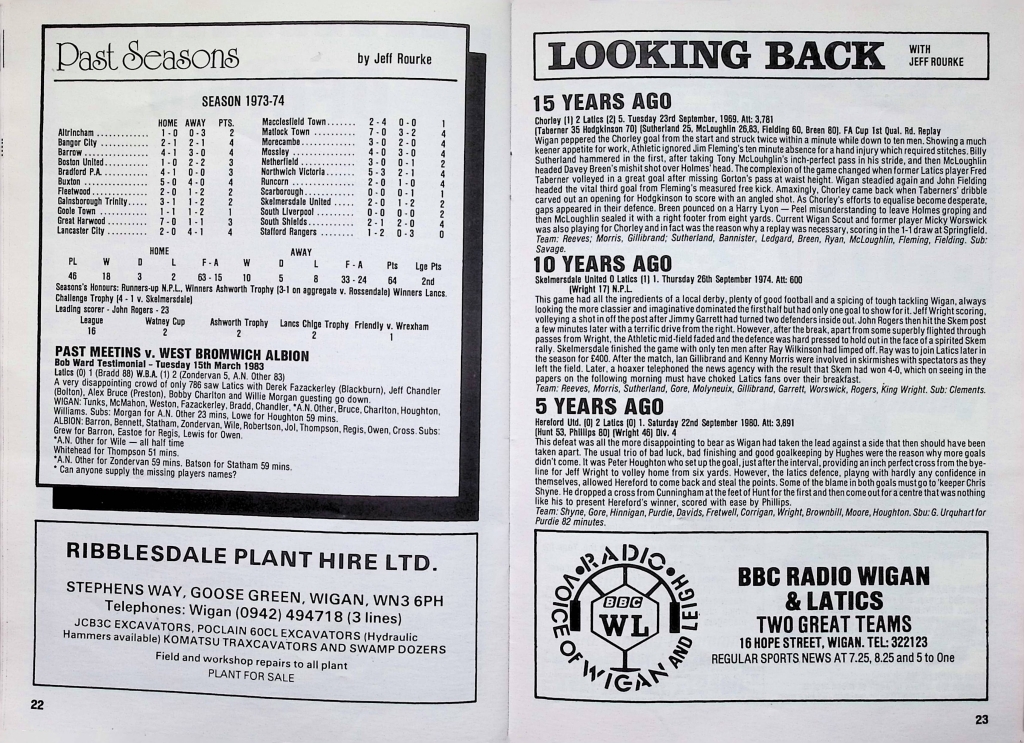 Past Seasons
by Jeff Rourke
SEASON 1973-74
HOME AWAY PTS.
Altrincham ............ 1 - 0 0 - 3 2
Bangor City ............ 2 - 1 2 - 1 4
Barrow ............ 4 - 1 3 - 0 4
Boston United ............ 1 - 0 2 - 2 3
Bradford P.A. ............ 4 - 1 0 - 0 3
Buxton ............ 5 - 0 4 - 0 4
Fleetwood ............ 2 - 0 1 - 2 2
Gainsborough Trinity ..... 3 - 1 1 - 2 2
Goole Town ............ 1 - 1 1 - 2 1
Great Harwood ............ 7 - 0 1 - 1 3
Lancaster City ............ 2 - 0 4 - 1 4
Macclesfield Town ....... 2 - 4 0 - 0 1
Matlock Town ....... 7 - 0 3 - 2 4
Morecambe ....... 3 - 0 2 - 0 4
Mossley ....... 4 - 0 3 - 0 4
Netherfield ....... 3 - 0 0 - 1 2
Northwich Victoria ....... 5 - 3 2 - 1 4
Runcorn ....... 2 - 0 1 - 0 4
Scarborough ....... 0 - 0 0 - 1 1
Skelmersdale United ..... 2 - 0 1 - 2 2
South Liverpool ....... 0 - 0 0 - 0 2
South Shields ....... 2 - 1 2 - 0 4
Stafford Rangers ....... 1 - 2 0 - 3 0
HOME AWAY
PL W D L F - A W D L F - A Pts Lge Pts
46 18 3 2 63 - 15 10 5 8 33 - 24 64 2nd
Season's Honours: Runners-up N.P.L., Winners Ashworth Trophy (3-1 on aggregate v. Rossendale) Winners Lancs.
Challenge Trophy (4 - 1 v. Skelmersdale)
Leading scorer - John Rogers - 23
League Watney Cup Ashworth Trophy Lancs Chlge Trophy Friendly v. Wrexham
16 2 2 2 1
PAST MEETINS v. WEST BROMWICH ALBION
Bob Ward Testimonial - Tuesday 15th March 1983
Latics (0) 1 (Bradd 88) W.B.A. (1) 2 (Zondervan 5, A.N. Other 83)
A very disappointing crowd of only 786 saw Latics with Derek Fazackerley (Blackburn), Jeff Chandler
(Bolton), Alex Bruce (Preston), Bobby Charlton and Willie Morgan guesting go down.
WIGAN: Tunks, McMahon, Weston, Fazackerley, Bradd, Chandler, *A.N. Other, Bruce, Charlton, Houghton,
Williams. Subs: Morgan for A.N. Other 23 mins, Lowe for Houghton 59 mins.
ALBION: Barron, Bennett, Statham, Zondervan, Wile, Robertson, Jol, Thompson, Regis, Owen, Cross. Subs:
Grew for Barron, Eastoe for Regis, Lewis for Owen.
*A.N. Other for Wile — all half time
Whitehead for Thompson 51 mins.
*A.N. Other for Zondervan 59 mins. Batson for Statham 59 mins.
* Can anyone supply the missing players names?
RIBBLESDALE PLANT HIRE LTD.
STEPHENS WAY, GOOSE GREEN, WIGAN, WN3 6PH
Telephones: Wigan (0942) 494718 (3 lines)
JCB3C EXCAVATORS, POCLAIN 60CL EXCAVATORS (Hydraulic
Hammers available) KOMATSU TRAXCAVATORS AND SWAMP DOZERS
Field and workshop repairs to all plant
PLANT FOR SALE
22
LOOKING BACK
WITH
JEFF ROURKE
15 YEARS AGO
Chorley (1) 2 Latics (2) 5. Tuesday 23rd September, 1969. Att: 3,781
(Taberner 35 Hodgkinson 70) (Sutherland 25, McLoughlin 26,83, Fielding 60, Breen 80). FA Cup 1st Qual. Rd. Replay
Wigan peppered the Chorley goal from the start and struck twice within a minute while down to ten men. Showing a much
keener appetite for work, Athletic ignored Jim Fleming's ten minute absence for a hand injury which required stitches. Billy
Sutherland hammered in the first, after taking Tony McLouhglin's inch-perfect pass in his stride, and then McLoughlin
headed Davey Breen's mishit shot over Holmes' head. The complexion of the game changed when former Latics player Fred
Taberner volleyed in a great goal after missing Gorton's pass at waist height. Wigan steadied again and John Fielding
headed the vital third goal from Fleming's measured free kick. Amaxingly, Chorley came back when Taberners' dribble
carved out an opening for Hodgkinson to score with an angled shot. As Chorley's efforts to equalise become desperate,
gaps appeared in their defence. Breen pounced on a Harry Lyon — Peel misunderstanding to leave Holmes groping and
then McLoughlin sealed it with a right footer from eight yards. Current Wigan Scout and former player Micky Worswick
was also playing for Chorley and in fact was the reason why a replay was necessary, scoring in the 1-1 draw at Springfield.
Team: Reeves; Morris, Gillibrand; Sutherland, Bannister, Ledgard, Breen, Ryan, McLoughlin, Fleming, Fielding. Sub:
Savage.
10 YEARS AGO
Skelmersdale United 0 Latics (1) 1. Thursday 26th September 1974. Att: 600
(Wright 17) N.P.L.
This game had all the ingredients of a local derby, plenty of good football and a spicing of tough tackling Wigan, always
looking the more classier and imaginative dominated the first half but had only one goal to show for it. Jeff Wright scoring,
volleying a shot in off the post after Jimmy Garrett had turned two defenders inside out. John Rogers then hit the Skem post
a few minutes later with a terrific drive from the right. However, after the break, apart from some superbly flighted through
passes from Wright, the Athletic mid-field faded and the defence was hard pressed to hold out in the face of a spirited Skem
rally. Skelmersdale finished the game with only ten men after Ray Wilkinson had limped off. Ray was to join Latics later in
the season for £400. After the match, Ian Gillibrand and Kenny Morris were involved in skirmishes with spectators as they
left the field. Later, a hoaxer telephoned the news agency with the result that Skem had won 4-0, which on seeing in the
papers on the following morning must have choked Latics fans over their breakfast.
Team: Reeves, Morris, Sutherland, Gore, Molyneuix, Gillibrand, Garrett, Worswick, Rogers, King Wright. Sub: Clements.
5 YEARS AGO
Hereford Utd. (0) 2 Latics (0) 1. Saturday 22nd September 1980. Att: 3,891
(Hunt 53, Phillips 80) (Wright 46) Div. 4
This defeat was all the more disappointing to bear as Wigan had taken the lead against a side that then should have been
taken apart. The usual trio of bad luck, bad finishing and good goalkeeping by Hughes were the reason why more goals
didn't come. It was Peter Houghton who set up the goal, just after the interval, providing an inch perfect cross from the bye-
line for Jeff Wright to volley home from six yards. However, the latics defence, playng with hardly any confidence in
themselves, allowed Hereford to come back and steal the points. Some of the blame in both goals must go to 'keeper Chris
Shyne. He dropped a cross from Cunningham at the feet of Hunt for the first and then come out for a centre that was nothing
like his to present Hereford's winner, scored with ease by Phillips.
Team: Shyne, Gore, Hinnigan, Purdie, Davids, Fretwell, Corrigan, Wright, Brownbill, Moore, Houghton. Sbu: G. Urquhart for
Purdie 82 minutes.
RADIO
VOICE OF WIGAN AND LEIGH
BBC
WL
BBC RADIO WIGAN
& LATICS
TWO GREAT TEAMS
16 HOPE STREET, WIGAN. TEL: 322123
REGULAR SPORTS NEWS AT 7.25, 8.25 and 5 to One
23